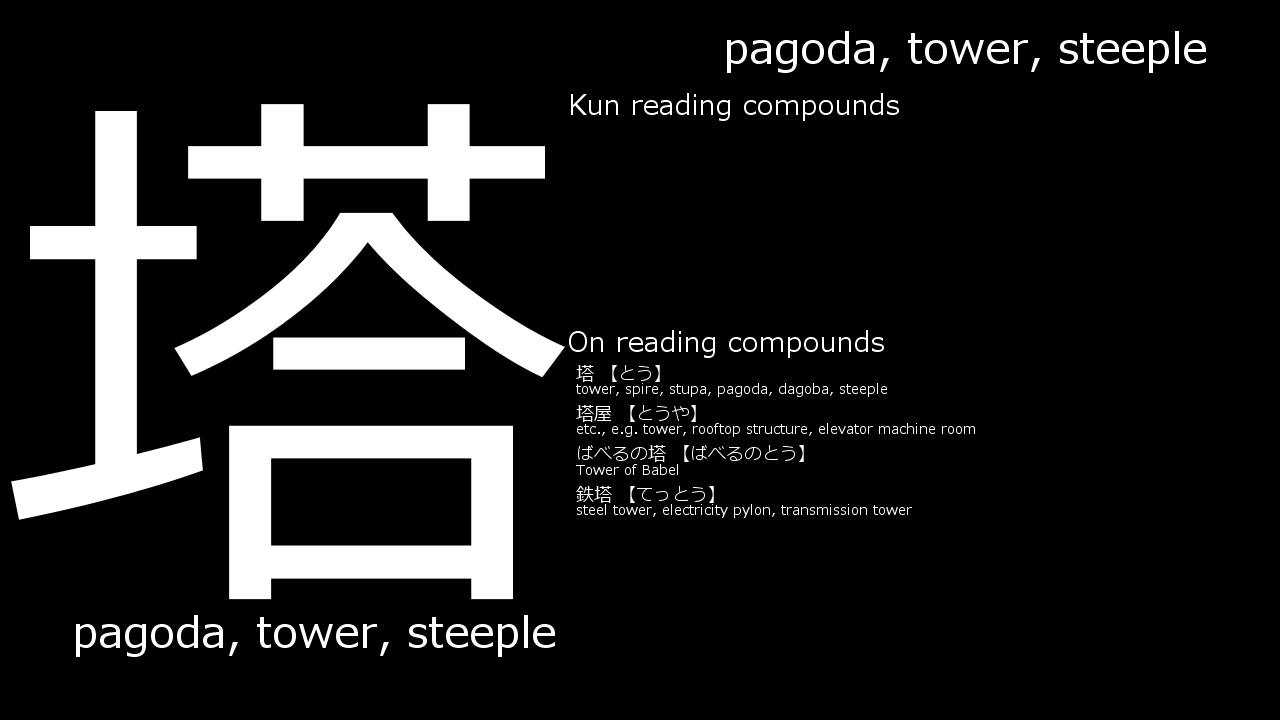 pagoda, tower, steeple
塔
Kun reading compounds
On reading compounds
塔 【とう】
tower, spire, stupa, pagoda, dagoba, steeple
塔屋 【とうや】
etc., e.g. tower, rooftop structure, elevator machine room
ばべるの塔 【ばべるのとう】
Tower of Babel
鉄塔 【てっとう】
steel tower, electricity pylon, transmission tower
pagoda, tower, steeple